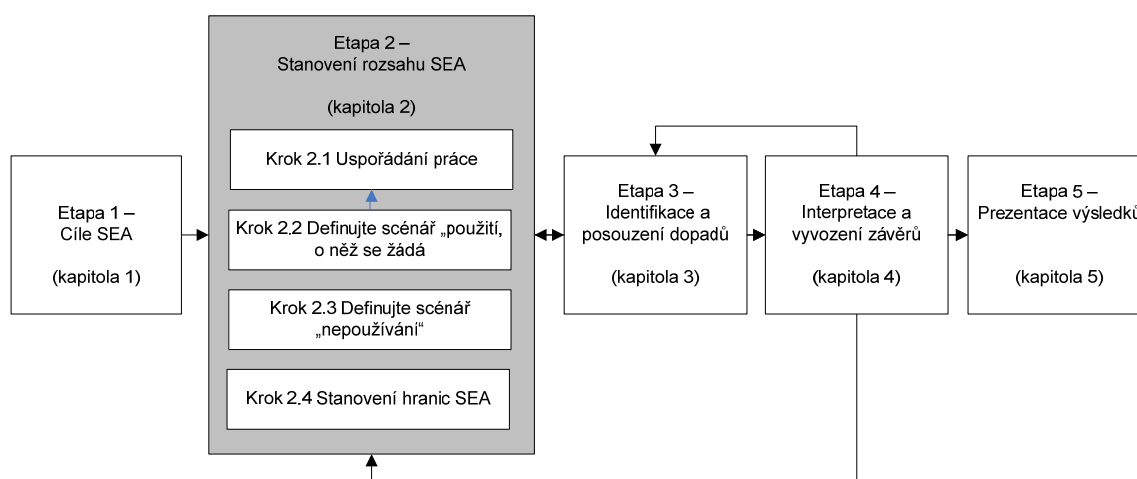 Etapa 1 –
Cíle SEA
(kapitola 1)
Etapa 2 –
Stanovení rozsahu SEA
(kapitola 2)
Krok 2.1 Uspořádání práce
Krok 2.2 Definujte scénář „použití,
o něž se žádá
Krok 2.3 Definujte scénář
„nepoužívání“
Krok 2.4 Stanovení hranic SEA
Etapa 3 –
Identifikace a
posouzení dopadů
(kapitola 3)
Etapa 4 –
Interpretace a
vyvození závěrů
(kapitola 4)
Etapa 5 –
Prezentace výsledků
(kapitola 5)